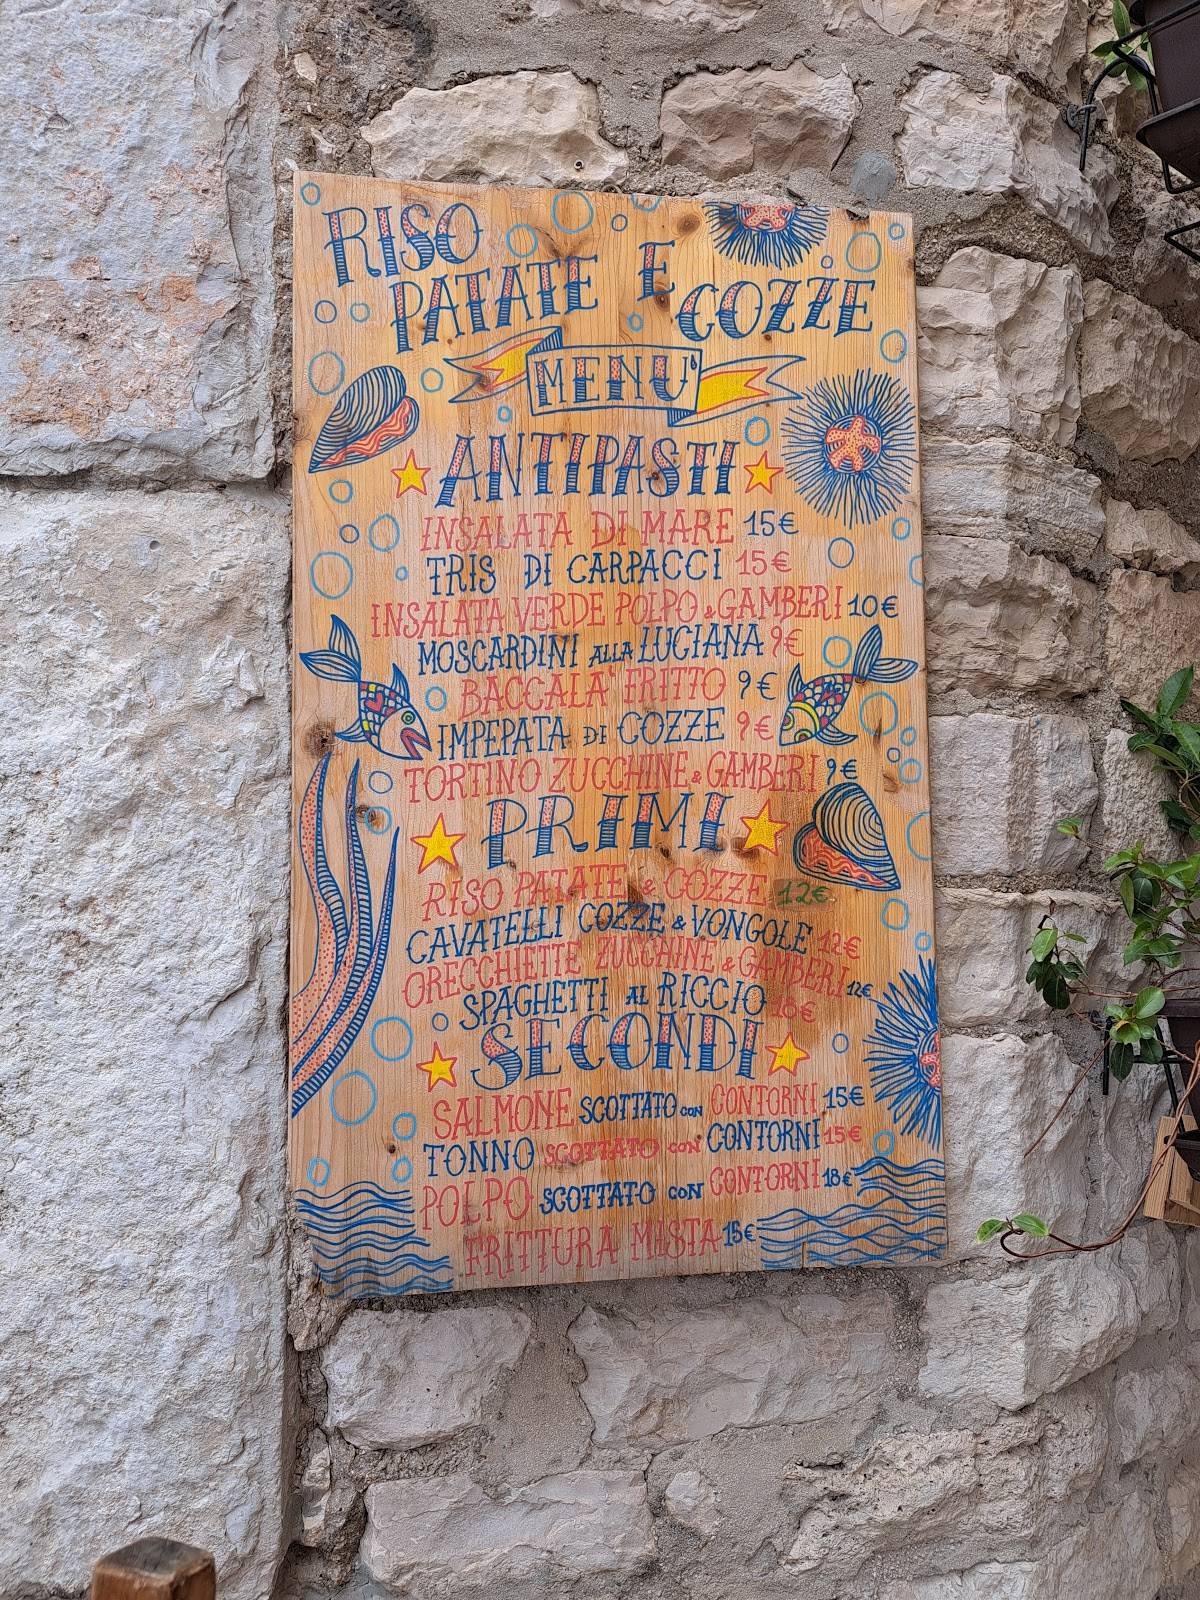 RISO
PATATE E COZZE
MENU'
ANTIPASTI
INSALATA DI MARE 15€
TRIS DI CARPACCI 15€
INSALATA VERDE POLPO & GAMBERI 10€
MOSCARDINI ALLA LUCIANA 9€
BACCALA' FRITTO 9€
IMPEPATA DI COZZE 9€
TORTINO ZUCCHINE & GAMBERI 9€
PRIMI
RISO PATATE & COZZE 12€
CAVATELLI COZZE & VONGOLE 12€
ORECCHIETTE ZUCCHINE & GAMBERI 12€
SPAGHETTI AL RICCIO 18€
SECONDI
SALMONE SCOTTATO CON CONTORNI 15€
TONNO SCOTTATO CON CONTORNI 15€
POLPO SCOTTATO CON CONTORNI 18€
FRITTURA MISTA 15€